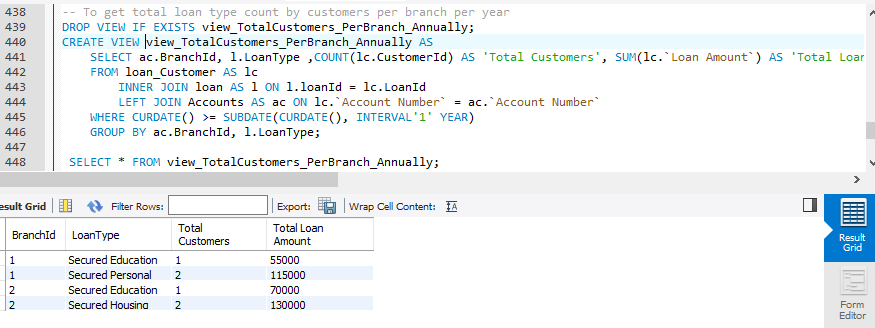 438 -- To get total loan type count by customers per branch per year
439 DROP VIEW IF EXISTS view_TotalCustomers_PerBranch_Annually;
440 CREATE VIEW view_TotalCustomers_PerBranch_Annually AS
441 SELECT ac.BranchId, l.LoanType ,COUNT(lc.CustomerId) AS 'Total Customers', SUM(lc.`Loan Amount`) AS 'Total Loan
442 FROM loan_Customer AS lc
443 INNER JOIN loan AS l ON l.loanId = lc.LoanId
444 LEFT JOIN Accounts AS ac ON lc.`Account Number` = ac.`Account Number`
445 WHERE CURDATE() >= SUBDATE(CURDATE(), INTERVAL'1' YEAR)
446 GROUP BY ac.BranchId, l.LoanType;
447
448 SELECT * FROM view_TotalCustomers_PerBranch_Annually;
esult Grid Filter Rows: Export: Wrap Cell Content:
BranchId LoanType Total Customers Total Loan Amount
1 Secured Education 1 55000
1 Secured Personal 2 115000
2 Secured Education 1 70000
2 Secured Housing 2 130000
Result
Grid
Form
Editor